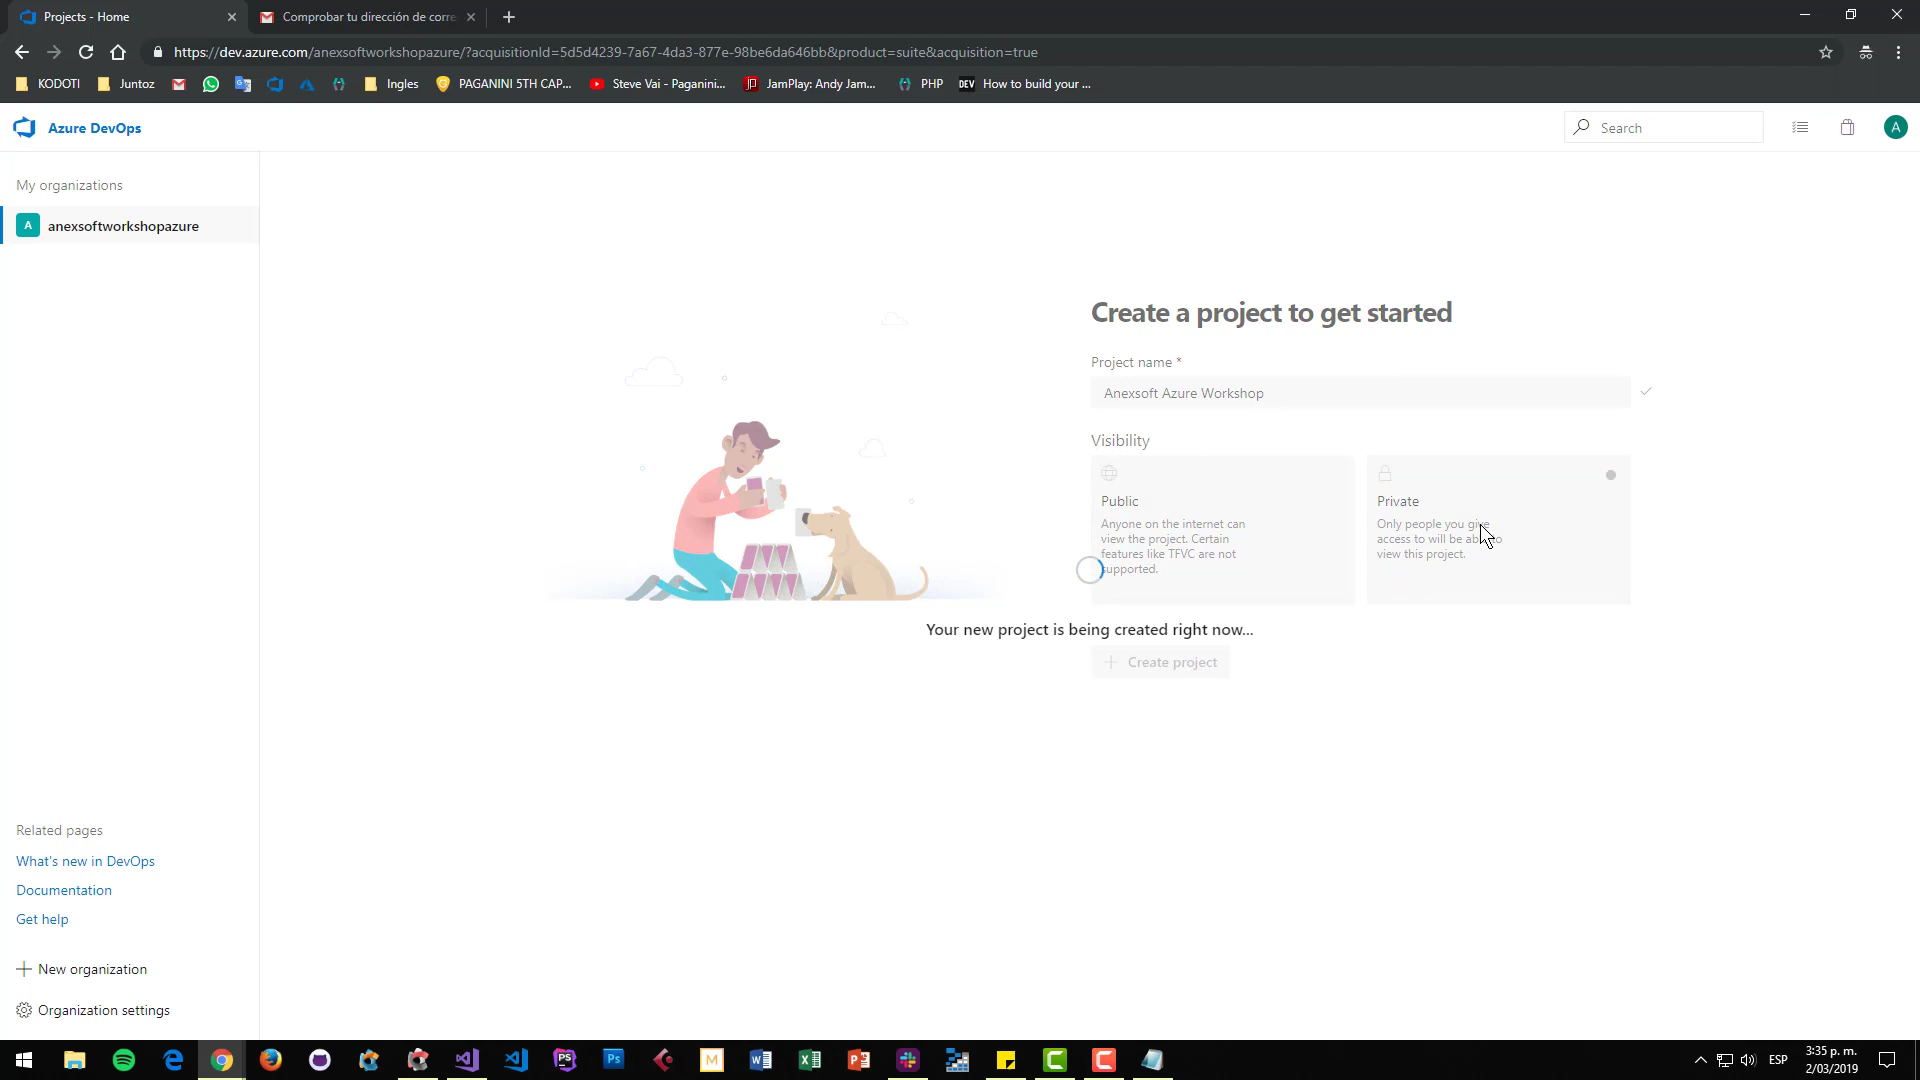 Projects - Home
Comprobar tu dirección de corre
https://dev.azure.com/anexsoftworkshopazure/?acquisitionId=5d5d4239-7a67-4da3-877e-98be6da646bb&product=suite&acquisition=true
KODOTI
Juntoz
Ingles
PAGANINI 5TH CAP...
Steve Vai - Paganini...
JamPlay: Andy Jam...
PHP
DEV
How to build your ...
Azure DevOps
Search
A
My organizations
A
anexsoftworkshopazure
Create a project to get started
Project name *
Anexsoft Azure Workshop
Visibility
Public
Anyone on the internet can
view the project. Certain
features like TFVC are not
supported.
Private
Only people you give
access to will be able to
view this project.
Your new project is being created right now...
Create project
Related pages
What's new in DevOps
Documentation
Get help
New organization
Organization settings
ESP
3:35 p. m.
2/03/2019